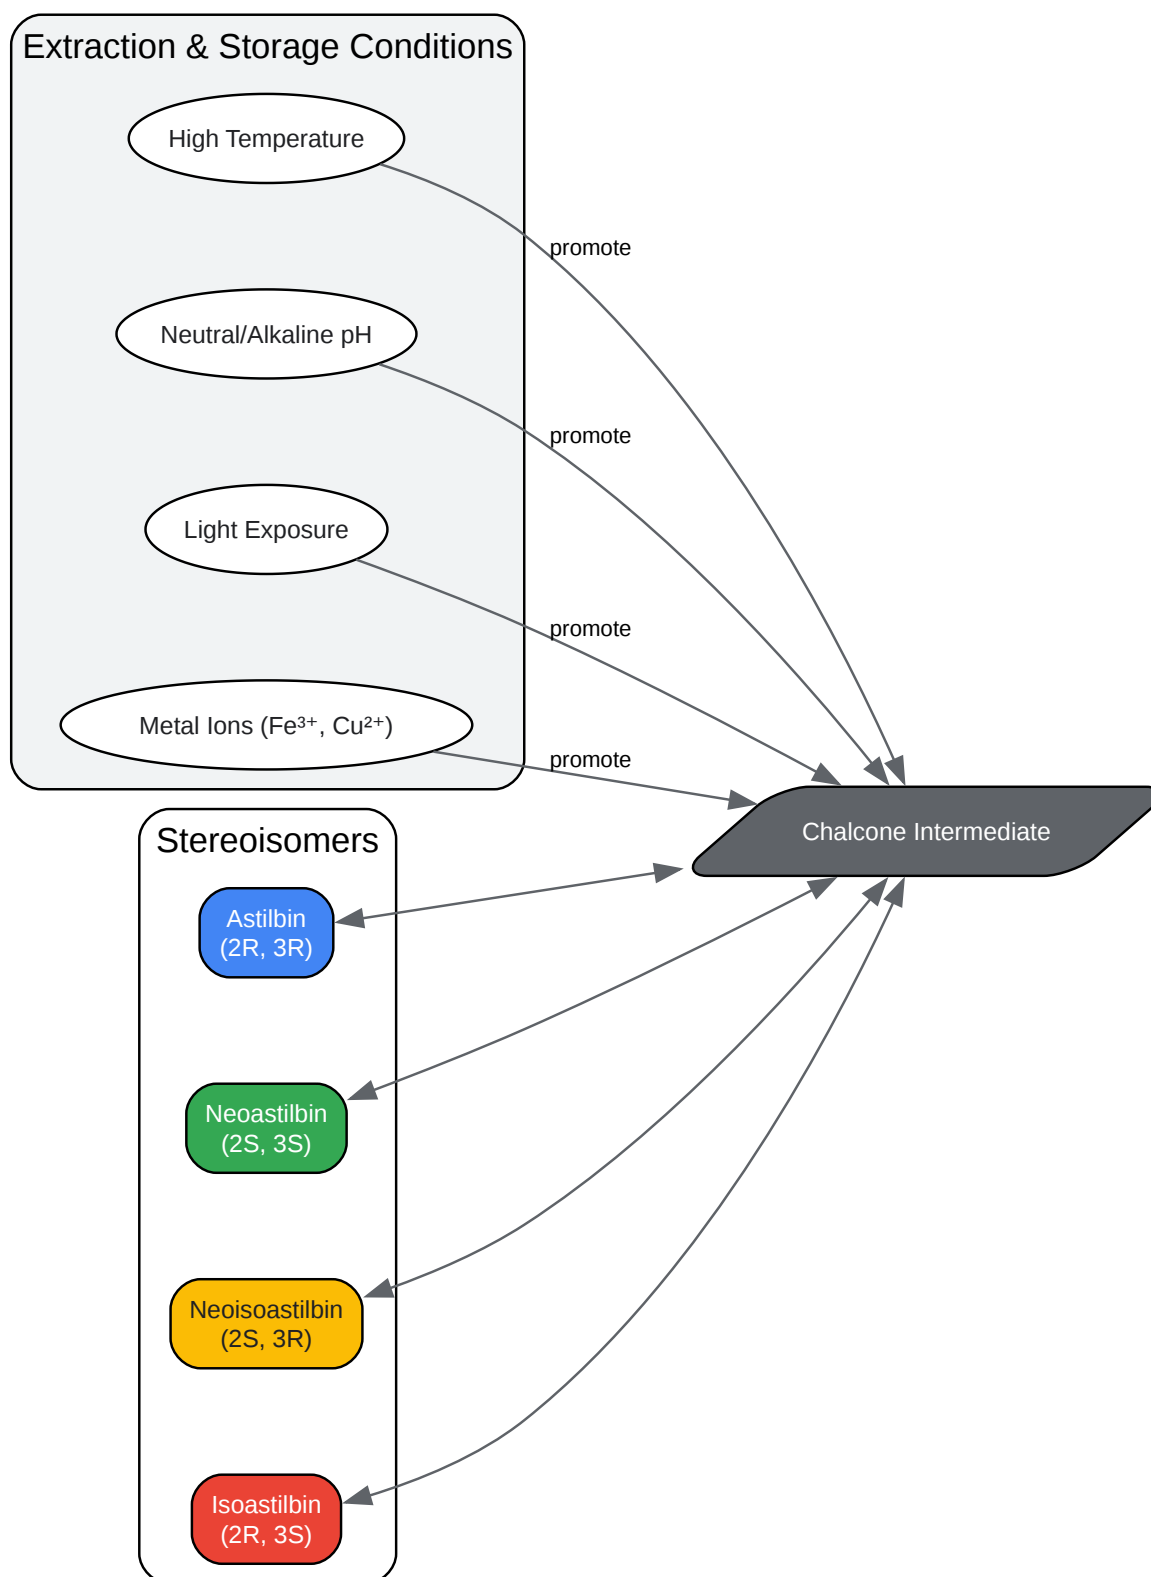 Extraction & Storage Conditions
High Temperature
promote
Neutral/Alkaline pH
promote
Light Exposure
promote
Metal Ions (Fe³⁺, Cu²⁺)
promote
Chalcone Intermediate
Stereoisomers
Astilbin
(2R, 3R)
Neoastilbin
(2S, 3S)
Neoisoastilbin
(2S, 3R)
Isoastilbin
(2R, 3S)